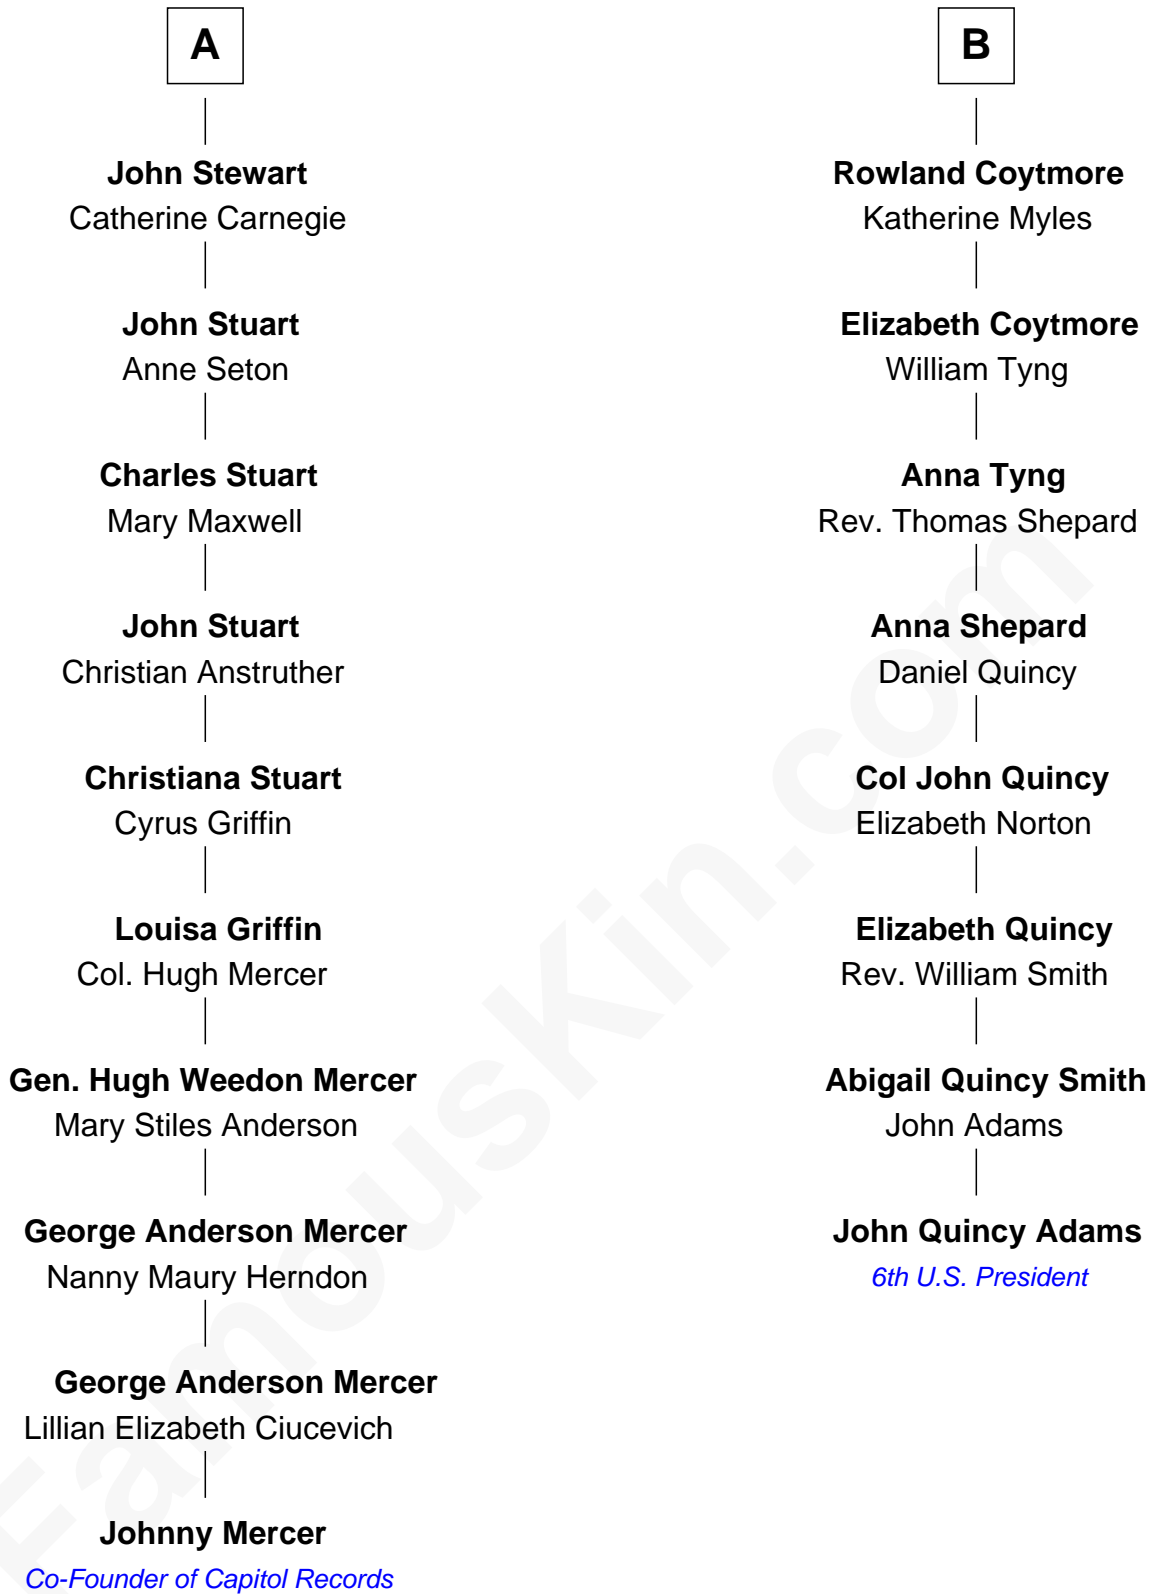 A
John Stewart
Catherine Carnegie
John Stuart
Anne Seton
Charles Stuart
Mary Maxwell
John Stuart
Christian Anstruther
Christiana Stuart
Cyrus Griffin
Louisa Griffin
Col. Hugh Mercer
Gen. Hugh Weedon Mercer
Mary Stiles Anderson
George Anderson Mercer
Nanny Maury Herndon
George Anderson Mercer
Lillian Elizabeth Ciucevich
Johnny Mercer
Co-Founder of Capitol Records
B
Rowland Coytmore
Katherine Myles
Elizabeth Coytmore
William Tyng
Anna Tyng
Rev. Thomas Shepard
Anna Shepard
Daniel Quincy
Col John Quincy
Elizabeth Norton
Elizabeth Quincy
Rev. William Smith
Abigail Quincy Smith
John Adams
John Quincy Adams
6th U.S. President
FamousKin.com